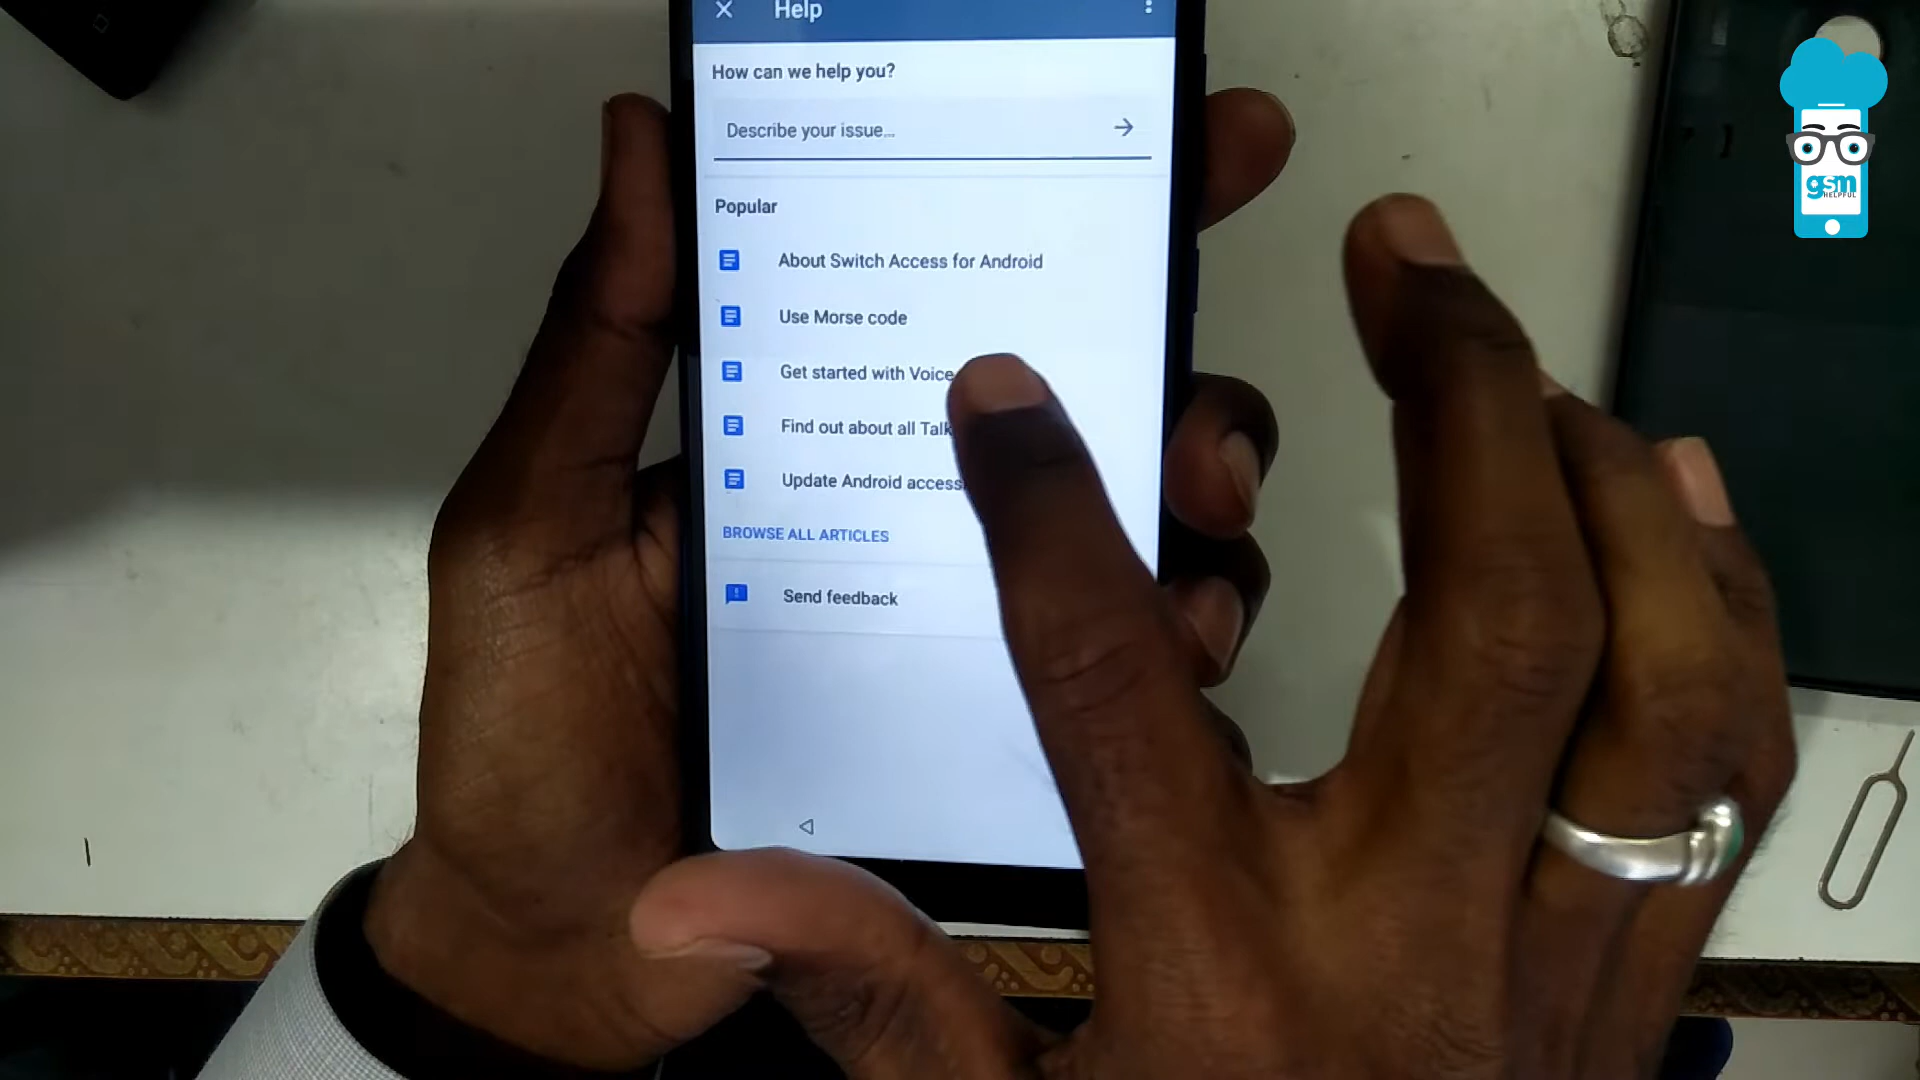 Help
How can we help you?
Describe your issue...
Popular
About Switch Access for Android
Use Morse code
Get started with Voice
Find out about all Talk
Update Android access
BROWSE ALL ARTICLES
Send feedback
gsm
HELPFUL